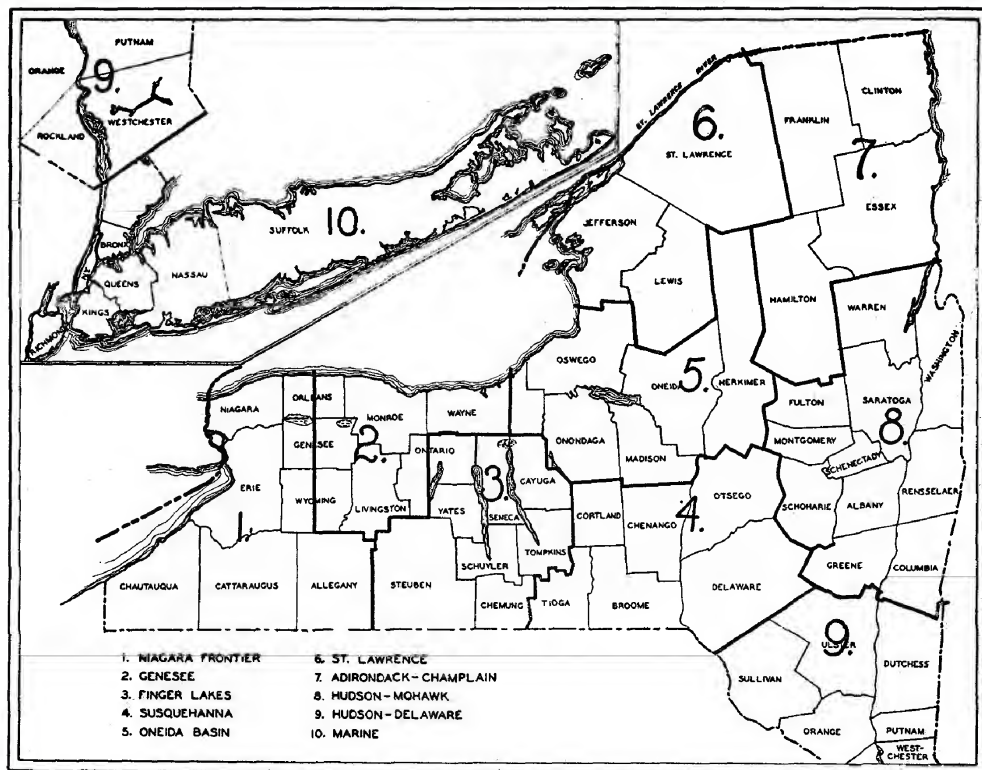 PUTNAM
ORANGE
9.
WESTCHESTER
ROCKLAND
BRONX
QUEENS
NASSAU
KINGS
N.Y.
SUFFOLK
10.
ST. LAWRENCE RIVER
6.
ST. LAWRENCE
FRANKLIN
CLINTON
7.
ESSEX
JEFFERSON
LEWIS
HAMILTON
WARREN
WASHINGTON
OSWEGO
ONEIDA
5.
HERKIMER
FULTON
SARATOGA
8.
MONTGOMERY
SCHENECTADY
NIAGARA
ORLEANS
MONROE
WAYNE
GENESEE
2.
ONTARIO
ONONDAGA
MADISON
ERIE
1.
WYOMING
LIVINGSTON
YATES
3.
SENECA
CAYUGA
CORTLAND
CHENANGO
4.
OTSEGO
SCHOHARIE
ALBANY
RENSSELAER
CHAUTAUQUA
CATTARAUGUS
ALLEGANY
STEUBEN
SCHUYLER
TOMPKINS
CHEMUNG
TIOGA
BROOME
DELAWARE
GREENE
COLUMBIA
ULSTER
9.
SULLIVAN
DUTCHESS
ORANGE
PUTNAM
WEST-
CHESTER
1. NIAGARA FRONTIER
2. GENESEE
3. FINGER LAKES
4. SUSQUEHANNA
5. ONEIDA BASIN
6. ST. LAWRENCE
7. ADIRONDACK-CHAMPLAIN
8. HUDSON-MOHAWK
9. HUDSON-DELAWARE
10. MARINE